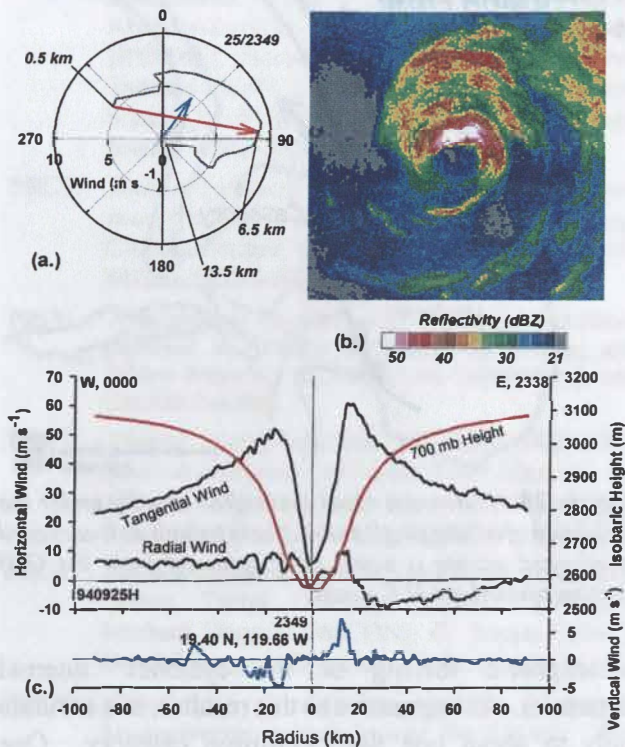 0
25/2349
0.5 km
270
90
10
5
0
Wind (m s-1)
6.5 km
(a.)
180
13.5 km
Reflectivity (dBZ)
(b.)
50 40 30 21
W, 0000
E, 2338
70
60
50
40
30
20
10
0
-10
Horizontal Wind (m s-1)
3200
3100
3000
2900
2800
2700
2600
2500
Isobaric Height (m)
700 mb Height
Tangential Wind
Radial Wind
940925H
2349
19.40 N, 119.66 W
5
0
-5
Vertical Wind (m s-1)
(c.)
100 80 60 40 20 0 20 40 60 80 100
Radius (km)